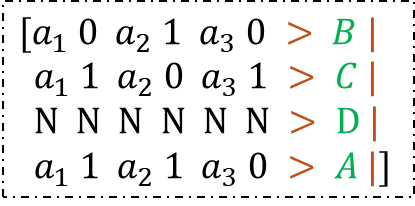 [a₁ 0 a₂ 1 a₃ 0 > B |
a₁ 1 a₂ 0 a₃ 1 > C |
N N N N N N > D |
a₁ 1 a₂ 1 a₃ 0 > A |]